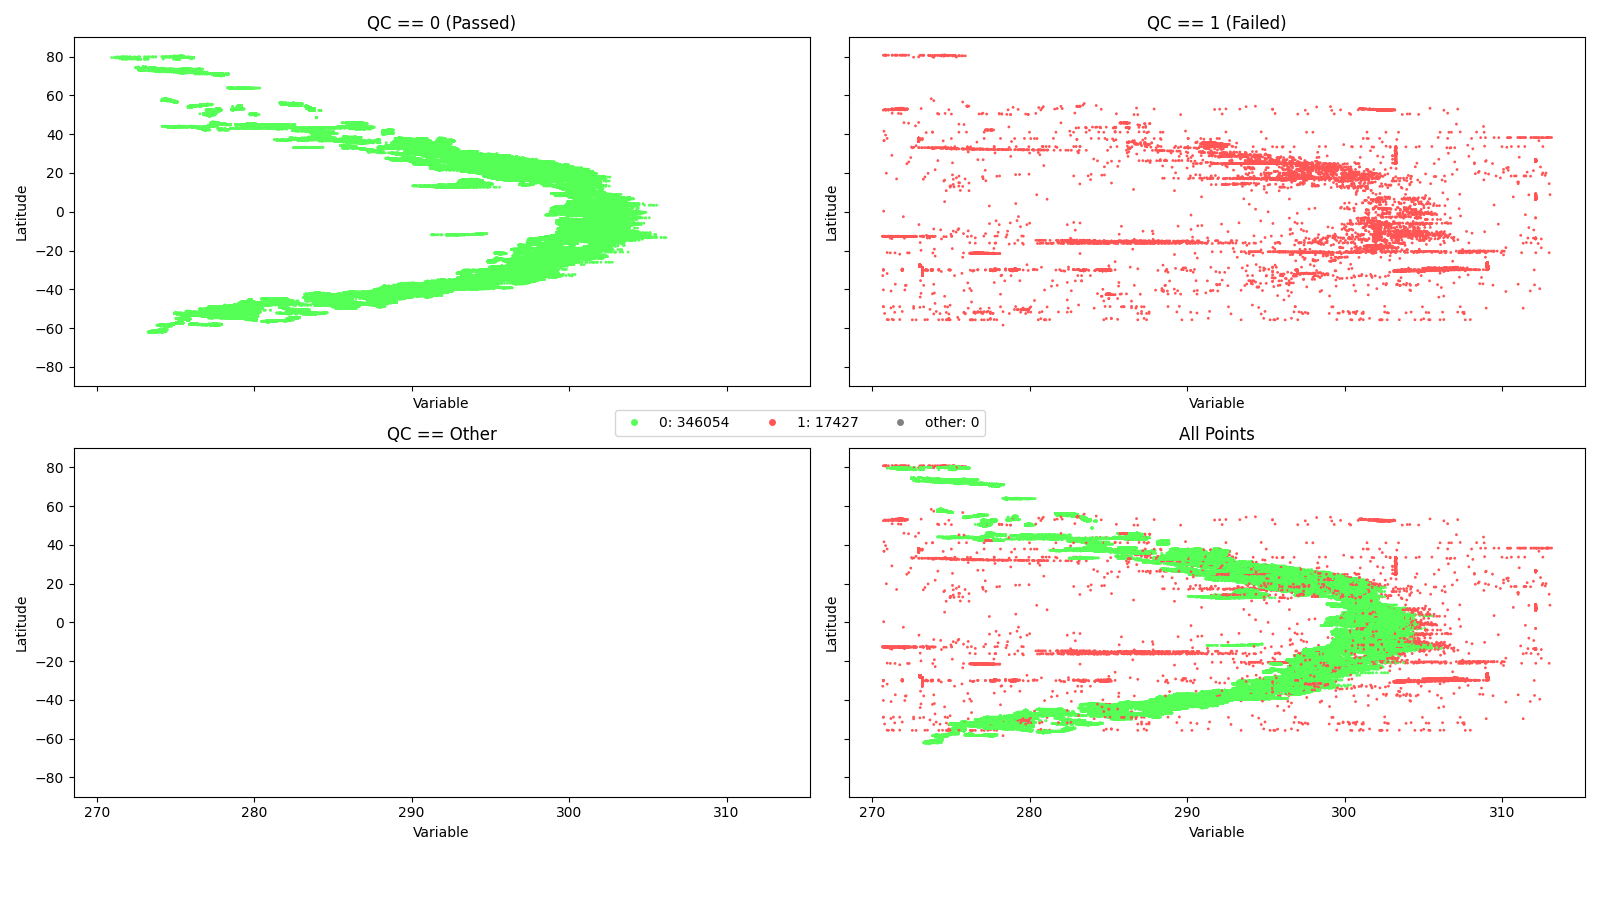 QC == 0 (Passed)
80
60
40
20
0
−20
−40
−60
−80
Latitude
Variable
QC == 1 (Failed)
Latitude
Variable
0: 346054 1: 17427 other: 0
QC == Other
80
60
40
20
0
−20
−40
−60
−80
Latitude
270 280 290 300 310
Variable
All Points
Latitude
270 280 290 300 310
Variable